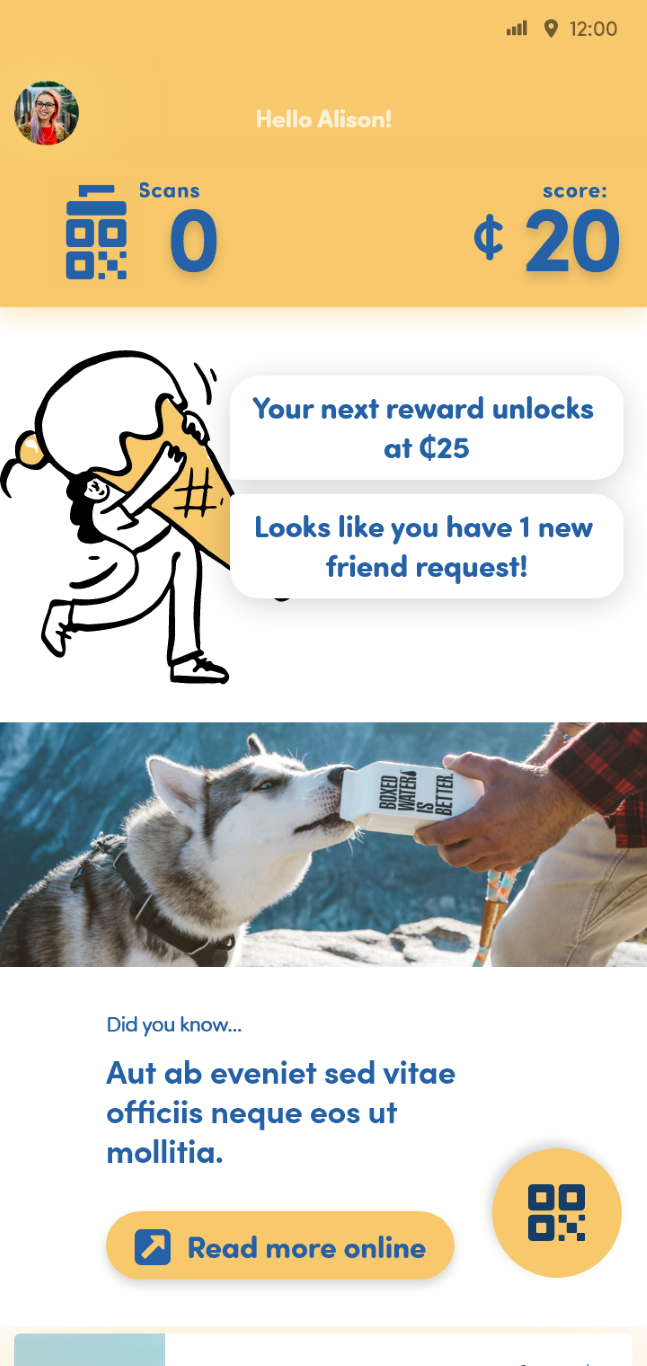 12:00
Hello Alison!
Scans
0
score:
¢ 20
Your next reward unlocks
at ₵25
Looks like you have 1 new
friend request!
BOXED
WATER
IS
BETTER.
Did you know...
Aut ab eveniet sed vitae
officiis neque eos ut
mollitia.
Read more online